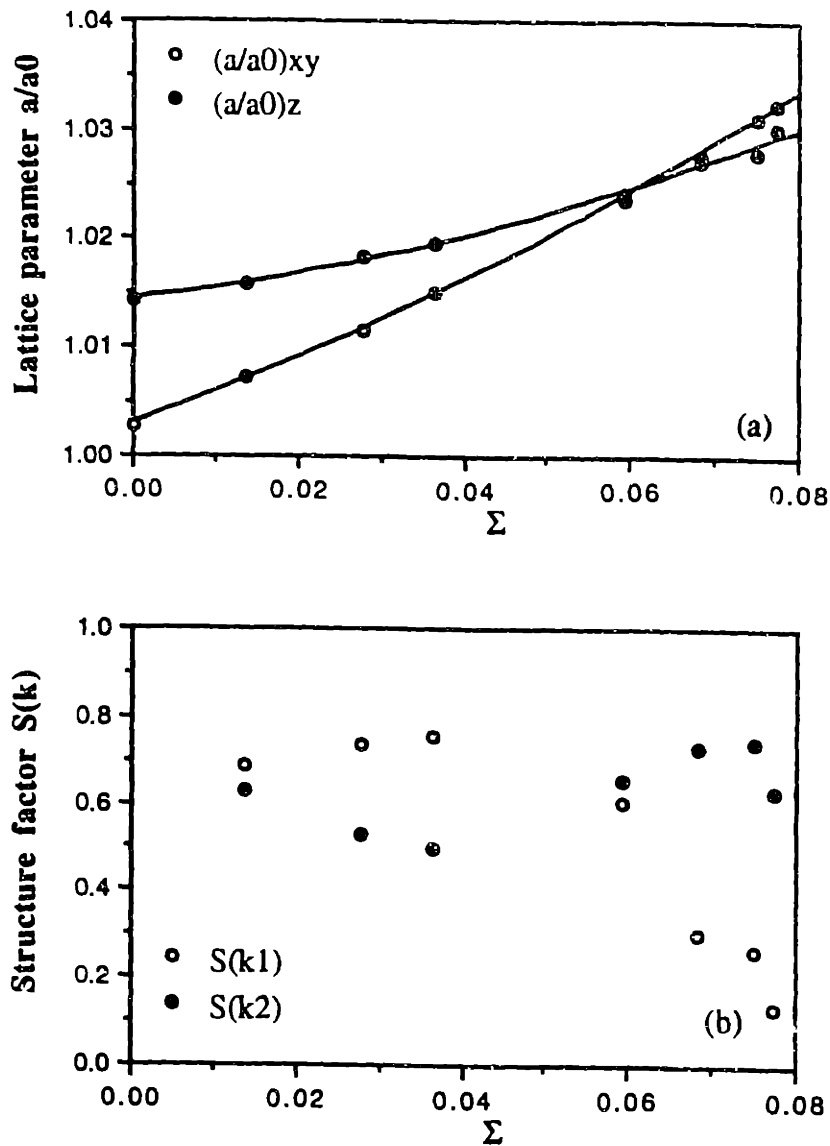 1.04
(a/a0)xy
(a/a0)z
1.03
1.02
1.01
1.00
Lattice parameter a/a0
(a)
0.00 0.02 0.04 0.06 0.08
Σ
1.0
0.8
0.6
0.4
0.2
0.0
Structure factor S(k)
S(k1)
S(k2)
(b)
0.00 0.02 0.04 0.06 0.08
Σ